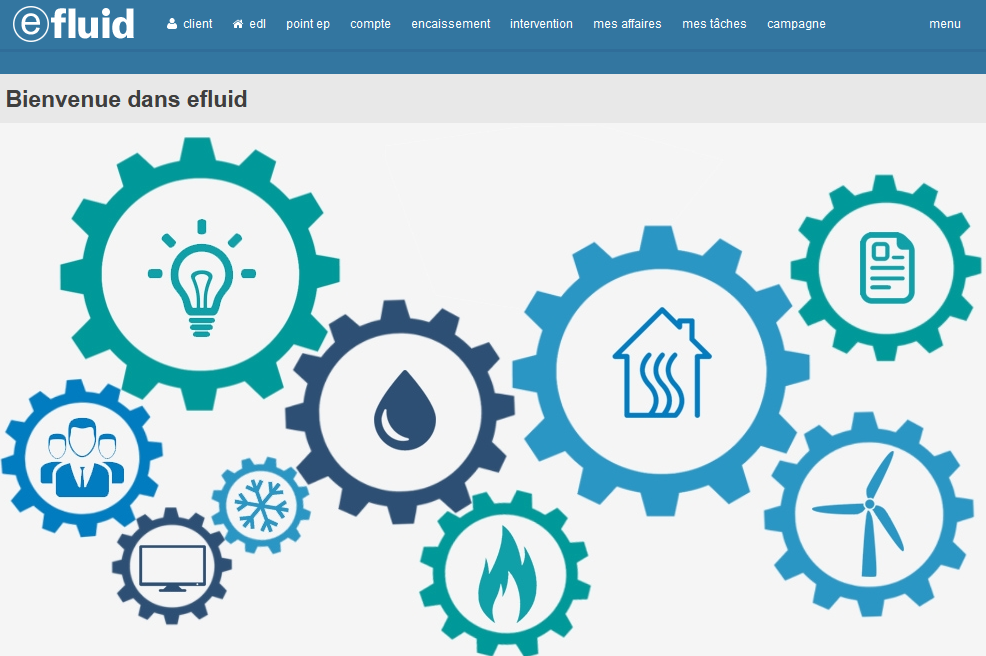 efluid client edl point ep compte encaissement intervention mes affaires mes tâches campagne menu
Bienvenue dans efluid